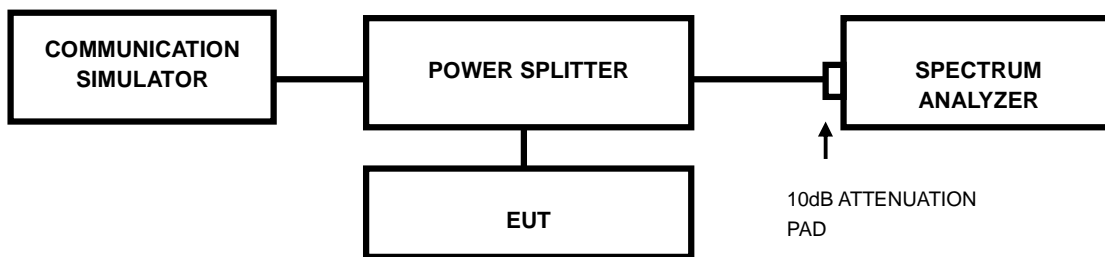 COMMUNICATION
SIMULATOR
POWER SPLITTER
SPECTRUM
ANALYZER
EUT
10dB ATTENUATION
PAD